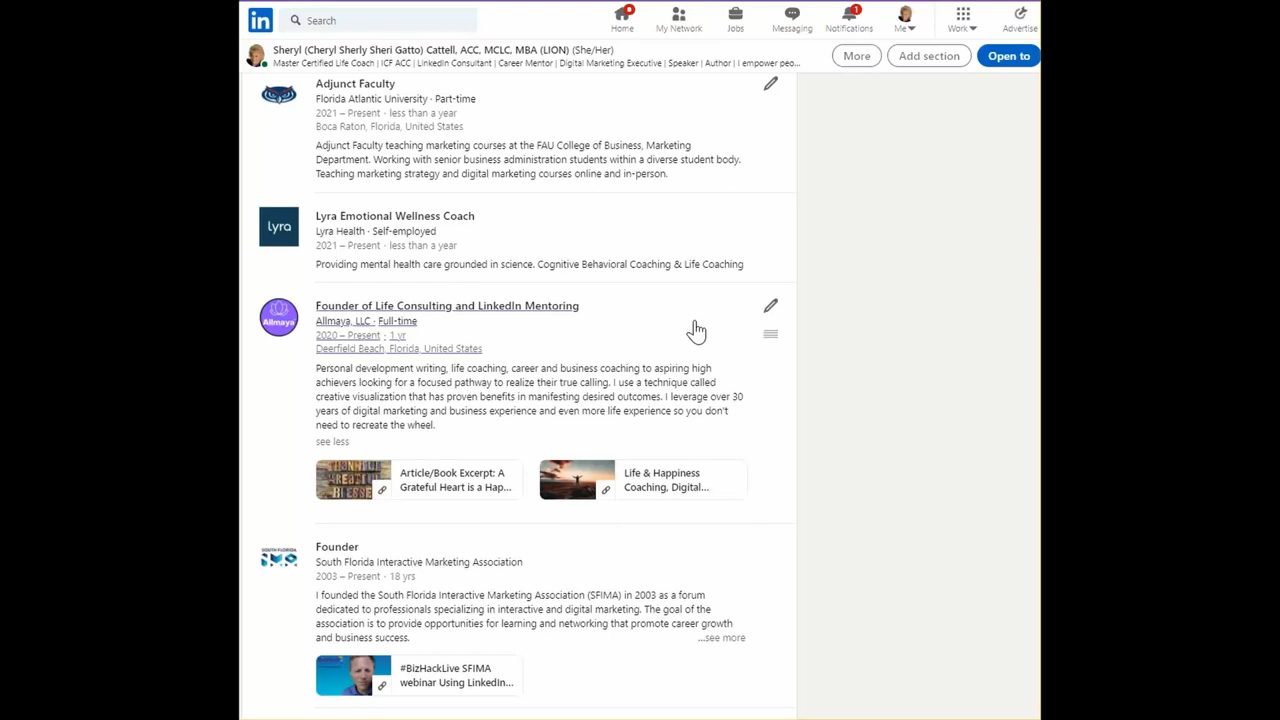 in
Search
Home
My Network
Jobs
Messaging
1
Notifications
Me
Work
Advertise
Sheryl (Cheryl Sherly Sheri Gatto) Cattell, ACC, MCLC, MBA (LION) (She/Her)
Master Certified Life Coach | ICF ACC | LinkedIn Consultant | Career Mentor | Digital Marketing Executive | Speaker | Author | I empower peo...
More
Add section
Open to
Adjunct Faculty
Florida Atlantic University · Part-time
2021 – Present · less than a year
Boca Raton, Florida, United States
Adjunct Faculty teaching marketing courses at the FAU College of Business, Marketing
Department. Working with senior business administration students within a diverse student body.
Teaching marketing strategy and digital marketing courses online and in-person.
lyra
Lyra Emotional Wellness Coach
Lyra Health · Self-employed
2021 – Present · less than a year
Providing mental health care grounded in science. Cognitive Behavioral Coaching & Life Coaching
Allmaya
Founder of Life Consulting and LinkedIn Mentoring
Allmaya, LLC · Full-time
2020 – Present · 1 yr
Deerfield Beach, Florida, United States
Personal development writing, life coaching, career and business coaching to aspiring high
achievers looking for a focused pathway to realize their true calling. I use a technique called
creative visualization that has proven benefits in manifesting desired outcomes. I leverage over 30
years of digital marketing and business experience and even more life experience so you don't
need to recreate the wheel.
see less
Article/Book Excerpt: A
Grateful Heart is a Hap...
Life & Happiness
Coaching, Digital...
SOUTH FLORIDA
Founder
South Florida Interactive Marketing Association
2003 – Present · 18 yrs
I founded the South Florida Interactive Marketing Association (SFIMA) in 2003 as a forum
dedicated to professionals specializing in interactive and digital marketing. The goal of the
association is to provide opportunities for learning and networking that promote career growth
and business success.
...see more
#BizHackLive SFIMA
webinar Using LinkedIn...